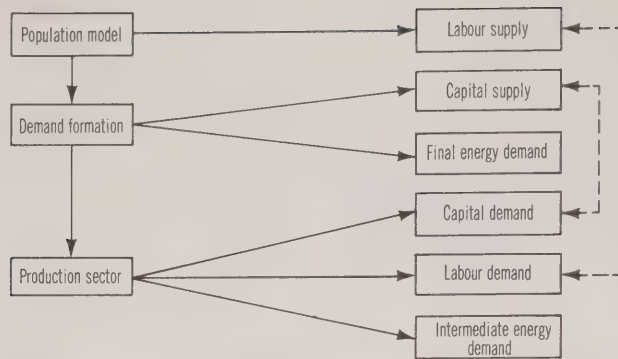 Population model
Labour supply
Capital supply
Demand formation
Final energy demand
Capital demand
Production sector
Labour demand
Intermediate energy
demand